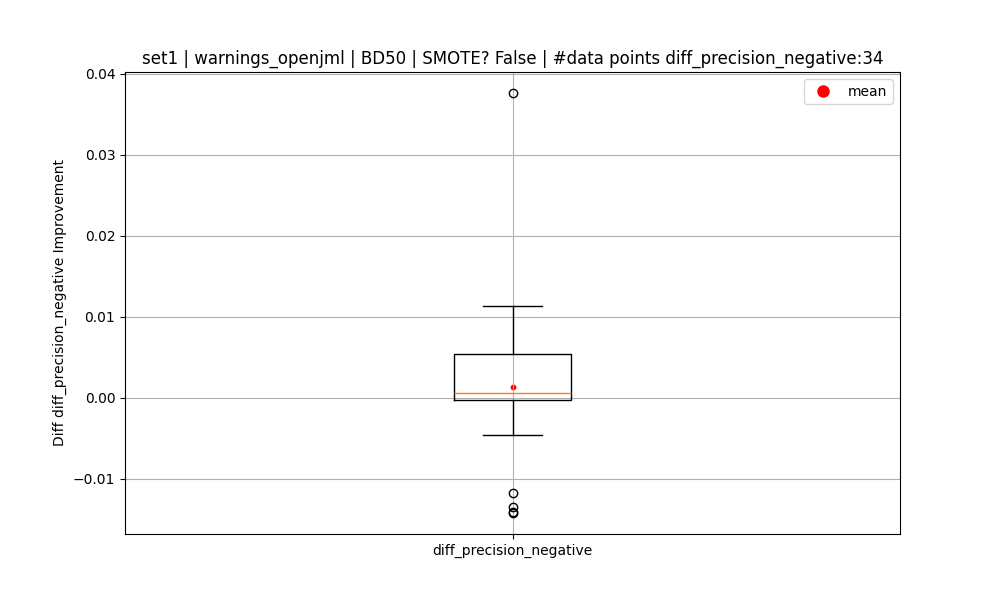 set1 | warnings_openjml | BD50 | SMOTE? False | #data points diff_precision_negative:34
mean
Diff diff_precision_negative Improvement
0.04
0.03
0.02
0.01
0.00
−0.01
diff_precision_negative